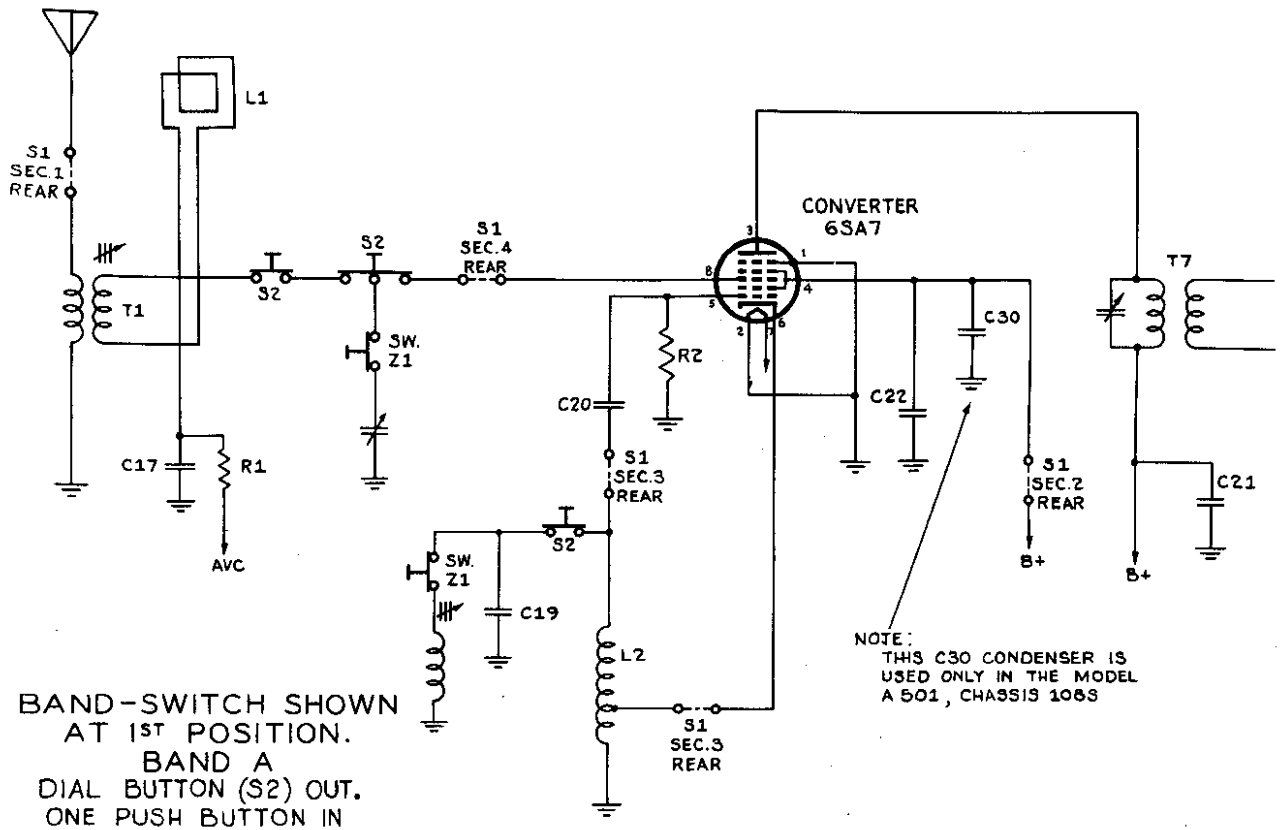 L1
S1
SEC.1
REAR
T1
S2
S2
S1
SEC.4
REAR
SW.
Z1
CONVERTER
6SA7
3
1
8
4
5
2
7
6
T7
R2
C30
C22
C20
C17
R1
AVC
S1
SEC.3
REAR
S2
SW.
Z1
C19
L2
S1
SEC.3
REAR
S1
SEC.2
REAR
B+
C21
B+
NOTE:
THIS C30 CONDENSER IS
USED ONLY IN THE MODEL
A501, CHASSIS 108S
BAND-SWITCH SHOWN
AT 1ST POSITION.
BAND A
DIAL BUTTON (S2) OUT.
ONE PUSH BUTTON IN